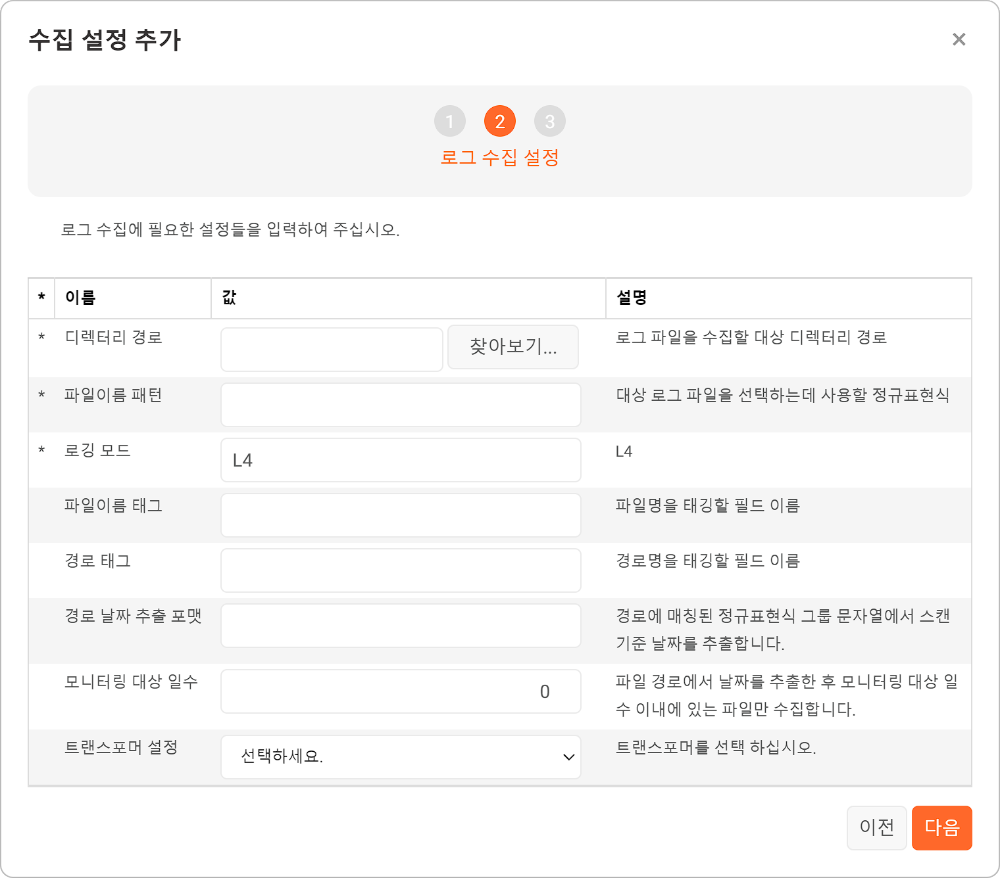 수집 설정 추가
×
1 2 3
로그 수집 설정
로그 수집에 필요한 설정들을 입력하여 주십시오.
* 이름 값 설명
* 디렉터리 경로 찾아보기... 로그 파일을 수집할 대상 디렉터리 경로
* 파일이름 패턴 대상 로그 파일을 선택하는데 사용할 정규표현식
* 로깅 모드 L4 L4
파일이름 태그 파일명을 태깅할 필드 이름
경로 태그 경로명을 태깅할 필드 이름
경로 날짜 추출 포맷 경로에 매칭된 정규표현식 그룹 문자열에서 스캔
기준 날짜를 추출합니다.
모니터링 대상 일수 0 파일 경로에서 날짜를 추출한 후 모니터링 대상 일
수 이내에 있는 파일만 수집합니다.
트랜스포머 설정 선택하세요. 트랜스포머를 선택 하십시오.
이전 다음